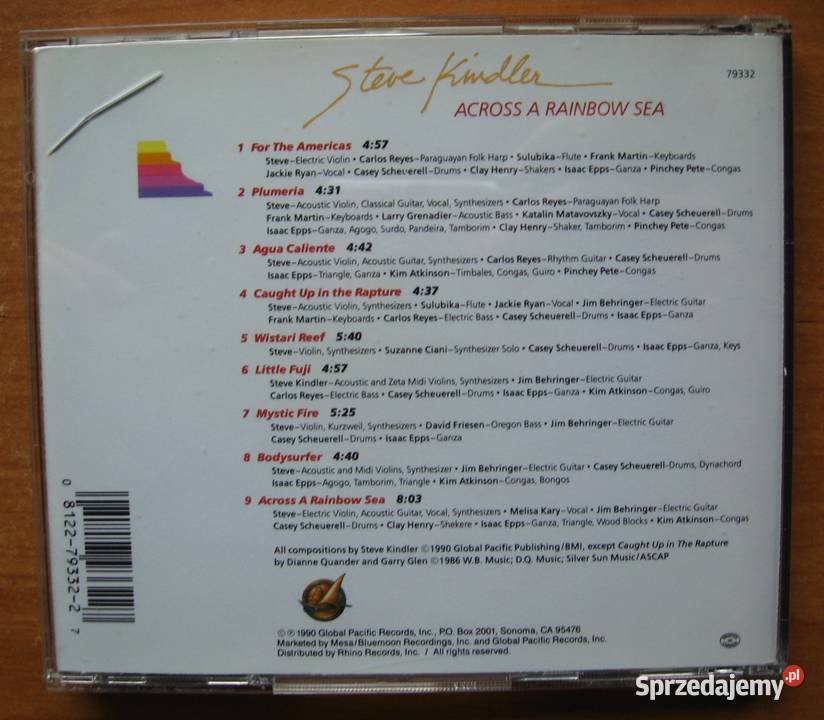 Steve Kindler
79332
ACROSS A RAINBOW SEA
1 For The Americas 4:57
Steve–Electric Violin • Carlos Reyes–Paraguayan Folk Harp • Sulubika–Flute • Frank Martin–Keyboards
Jackie Ryan–Vocal • Casey Scheuerell–Drums • Clay Henry–Shakers • Isaac Epps–Ganza • Pinchey Pete–Congas
2 Plumeria 4:31
Steve–Acoustic Violin, Classical Guitar, Vocal, Synthesizers • Carlos Reyes–Paraguayan Folk Harp
Frank Martin–Keyboards • Larry Grenadier–Acoustic Bass • Katalin Matavovszky–Vocal • Casey Scheuerell–Drums
Isaac Epps–Ganza, Agogo, Surdo, Pandeira, Tamborim • Clay Henry–Shaker, Tamborim • Pinchey Pete–Congas
3 Agua Caliente 4:42
Steve–Acoustic Violin, Acoustic Guitar, Synthesizers • Carlos Reyes–Rhythm Guitar • Casey Scheuerell–Drums
Isaac Epps–Triangle, Ganza • Kim Atkinson–Timbales, Congas, Guiro • Pinchey Pete–Congas
4 Caught Up in the Rapture 4:37
Steve–Acoustic Violin, Synthesizers • Sulubika–Flute • Jackie Ryan–Vocal • Jim Behringer–Electric Guitar
Frank Martin–Keyboards • Carlos Reyes–Electric Bass • Casey Scheuerell–Drums • Isaac Epps–Ganza
5 Wistari Reef 5:40
Steve–Violin, Synthesizers • Suzanne Ciani–Synthesizer Solo • Casey Scheuerell–Drums • Isaac Epps–Ganza, Keys
6 Little Fuji 4:57
Steve Kindler–Acoustic and Zeta Midi Violins, Synthesizers • Jim Behringer–Electric Guitar
Carlos Reyes–Electric Bass • Casey Scheuerell–Drums • Isaac Epps–Ganza • Kim Atkinson–Congas, Guiro
7 Mystic Fire 5:25
Steve–Violin, Kurzweil, Synthesizers • David Friesen–Oregon Bass • Jim Behringer–Electric Guitar
Casey Scheuerell–Drums • Isaac Epps–Ganza
8 Bodysurfer 4:40
Steve–Acoustic and Midi Violins, Synthesizer • Jim Behringer–Electric Guitar • Casey Scheuerell–Drums, Dynachord
Isaac Epps–Agogo, Tamborim, Triangle • Kim Atkinson–Congas, Bongos
9 Across A Rainbow Sea 8:03
Steve–Electric Violin, Acoustic Guitar, Vocal, Synthesizers • Melisa Kary–Vocal • Jim Behringer–Electric Guitar
Casey Scheuerell–Drums • Clay Henry–Shekere • Isaac Epps–Ganza, Triangle, Wood Blocks • Kim Atkinson–Congas
All compositions by Steve Kindler ©1990 Global Pacific Publishing/BMI, except Caught Up in The Rapture
by Dianne Quander and Garry Glen ©1986 W.B. Music; D.Q. Music; Silver Sun Music/ASCAP
0 8122-79332-2 7
©℗1990 Global Pacific Records, Inc., P.O. Box 2001, Sonoma, CA 95476
Marketed by Mesa/Bluemoon Recordings, Inc. and Global Pacific Records, Inc.
Distributed by Rhino Records, Inc. / All rights reserved.
Sprzedajemy.pl